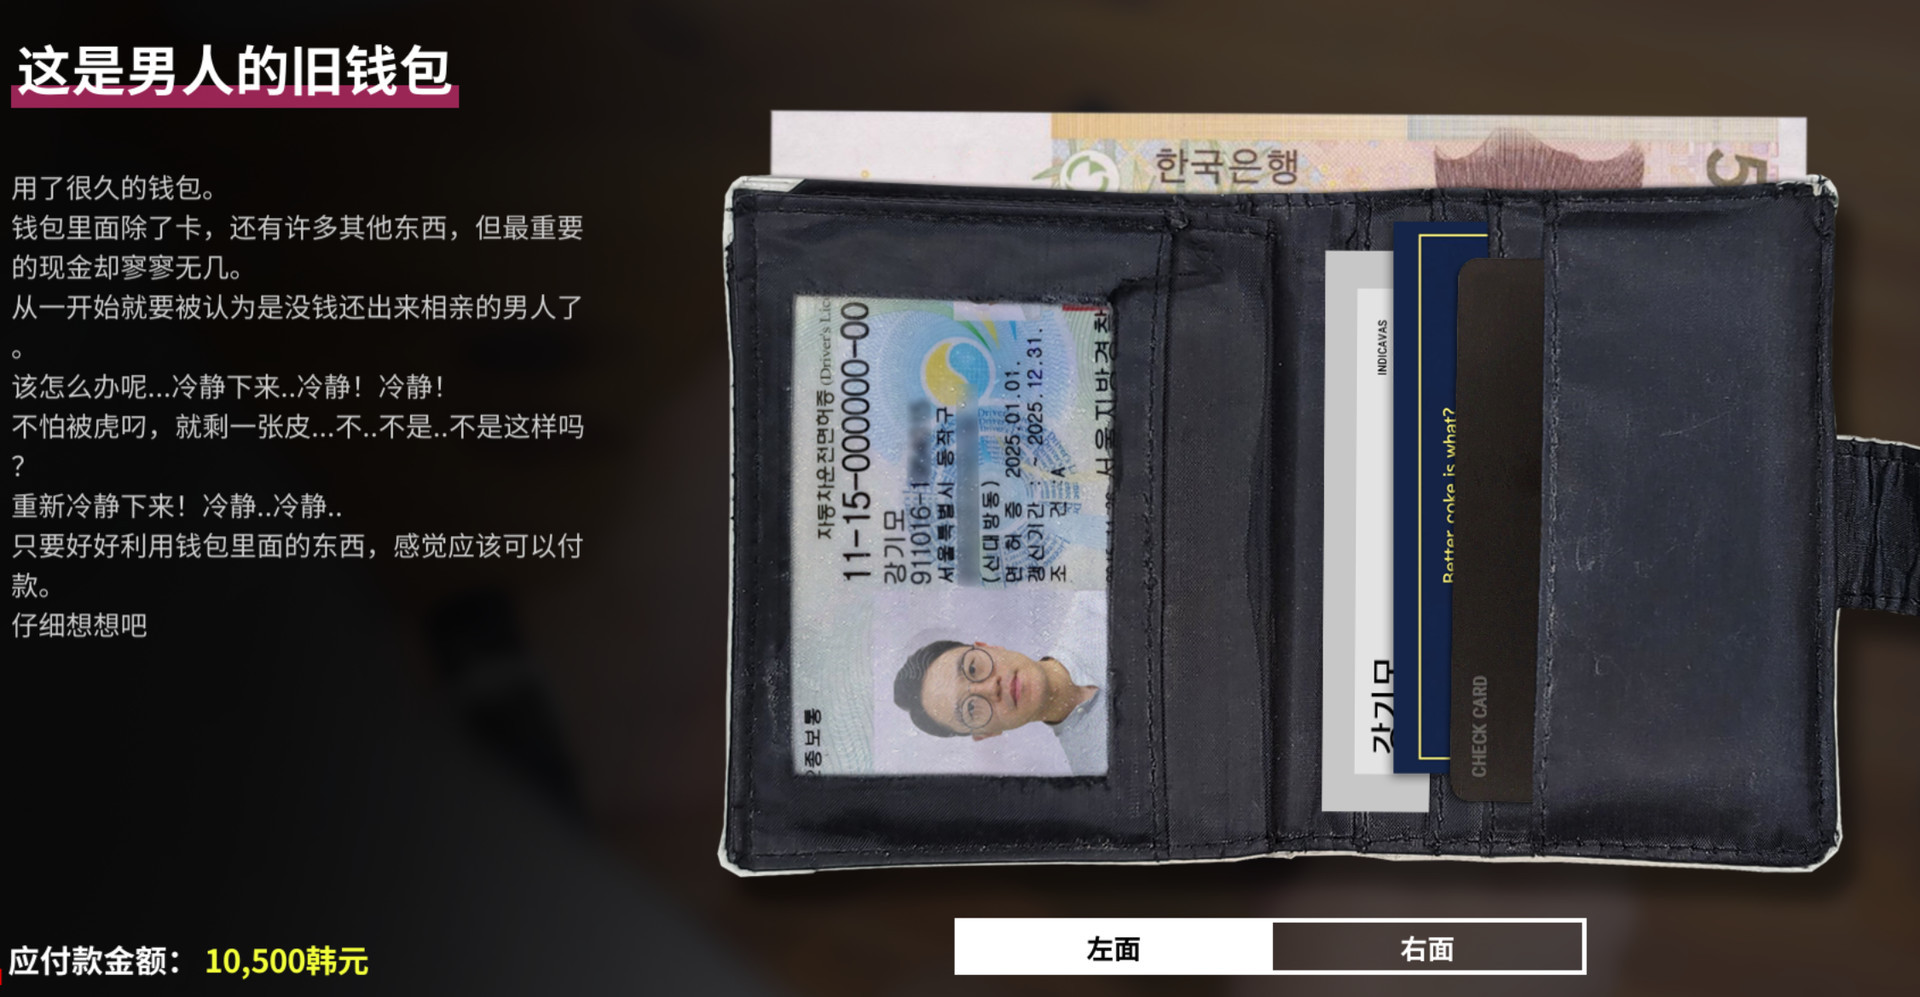 这是男人的旧钱包
用了很久的钱包。
钱包里面除了卡，还有许多其他东西，但最重要
的现金却寥寥无几。
从一开始就要被认为是没钱还出来相亲的男人了
。
该怎么办呢...冷静下来..冷静！冷静！
不怕被虎叼，就剩一张皮...不..不是..不是这样吗
？
重新冷静下来！冷静..冷静..
只要好好利用钱包里面的东西，感觉应该可以付
款。
仔细想想吧
应付款金额： 10,500韩元
한국은행
5
자동차운전면허증 (Driver's Lic
11-15-000000-00
강기모
911016-1
서울특별시 동작구
(신대방동)
면 허 증 2025.01.01.
갱신기간 : ~ 2025.12.31.
조 건 : A
서울지방경찰
2종보통
INDICAVAS
강기모
Better coke is what?
CHECK CARD
左面
右面